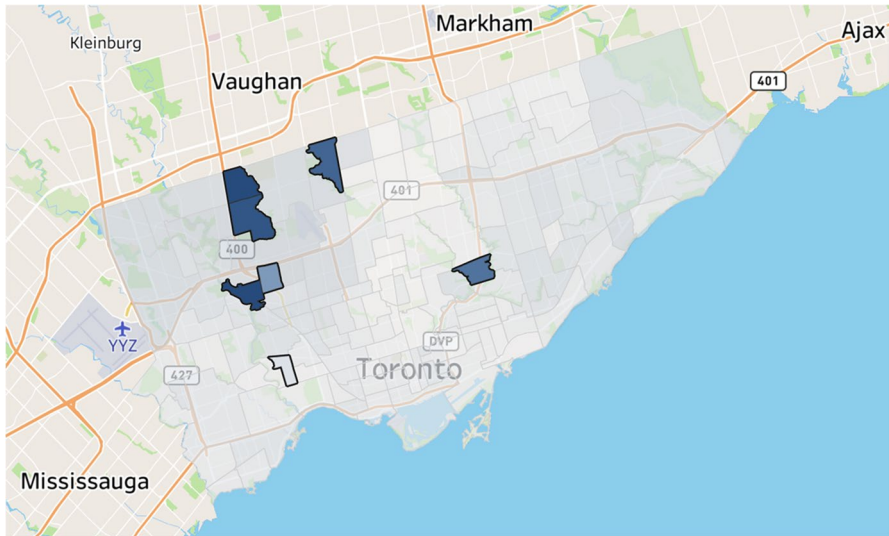 Markham
Ajax
Kleinburg
Vaughan
401
401
400
YYZ
DVP
427
Toronto
Mississauga